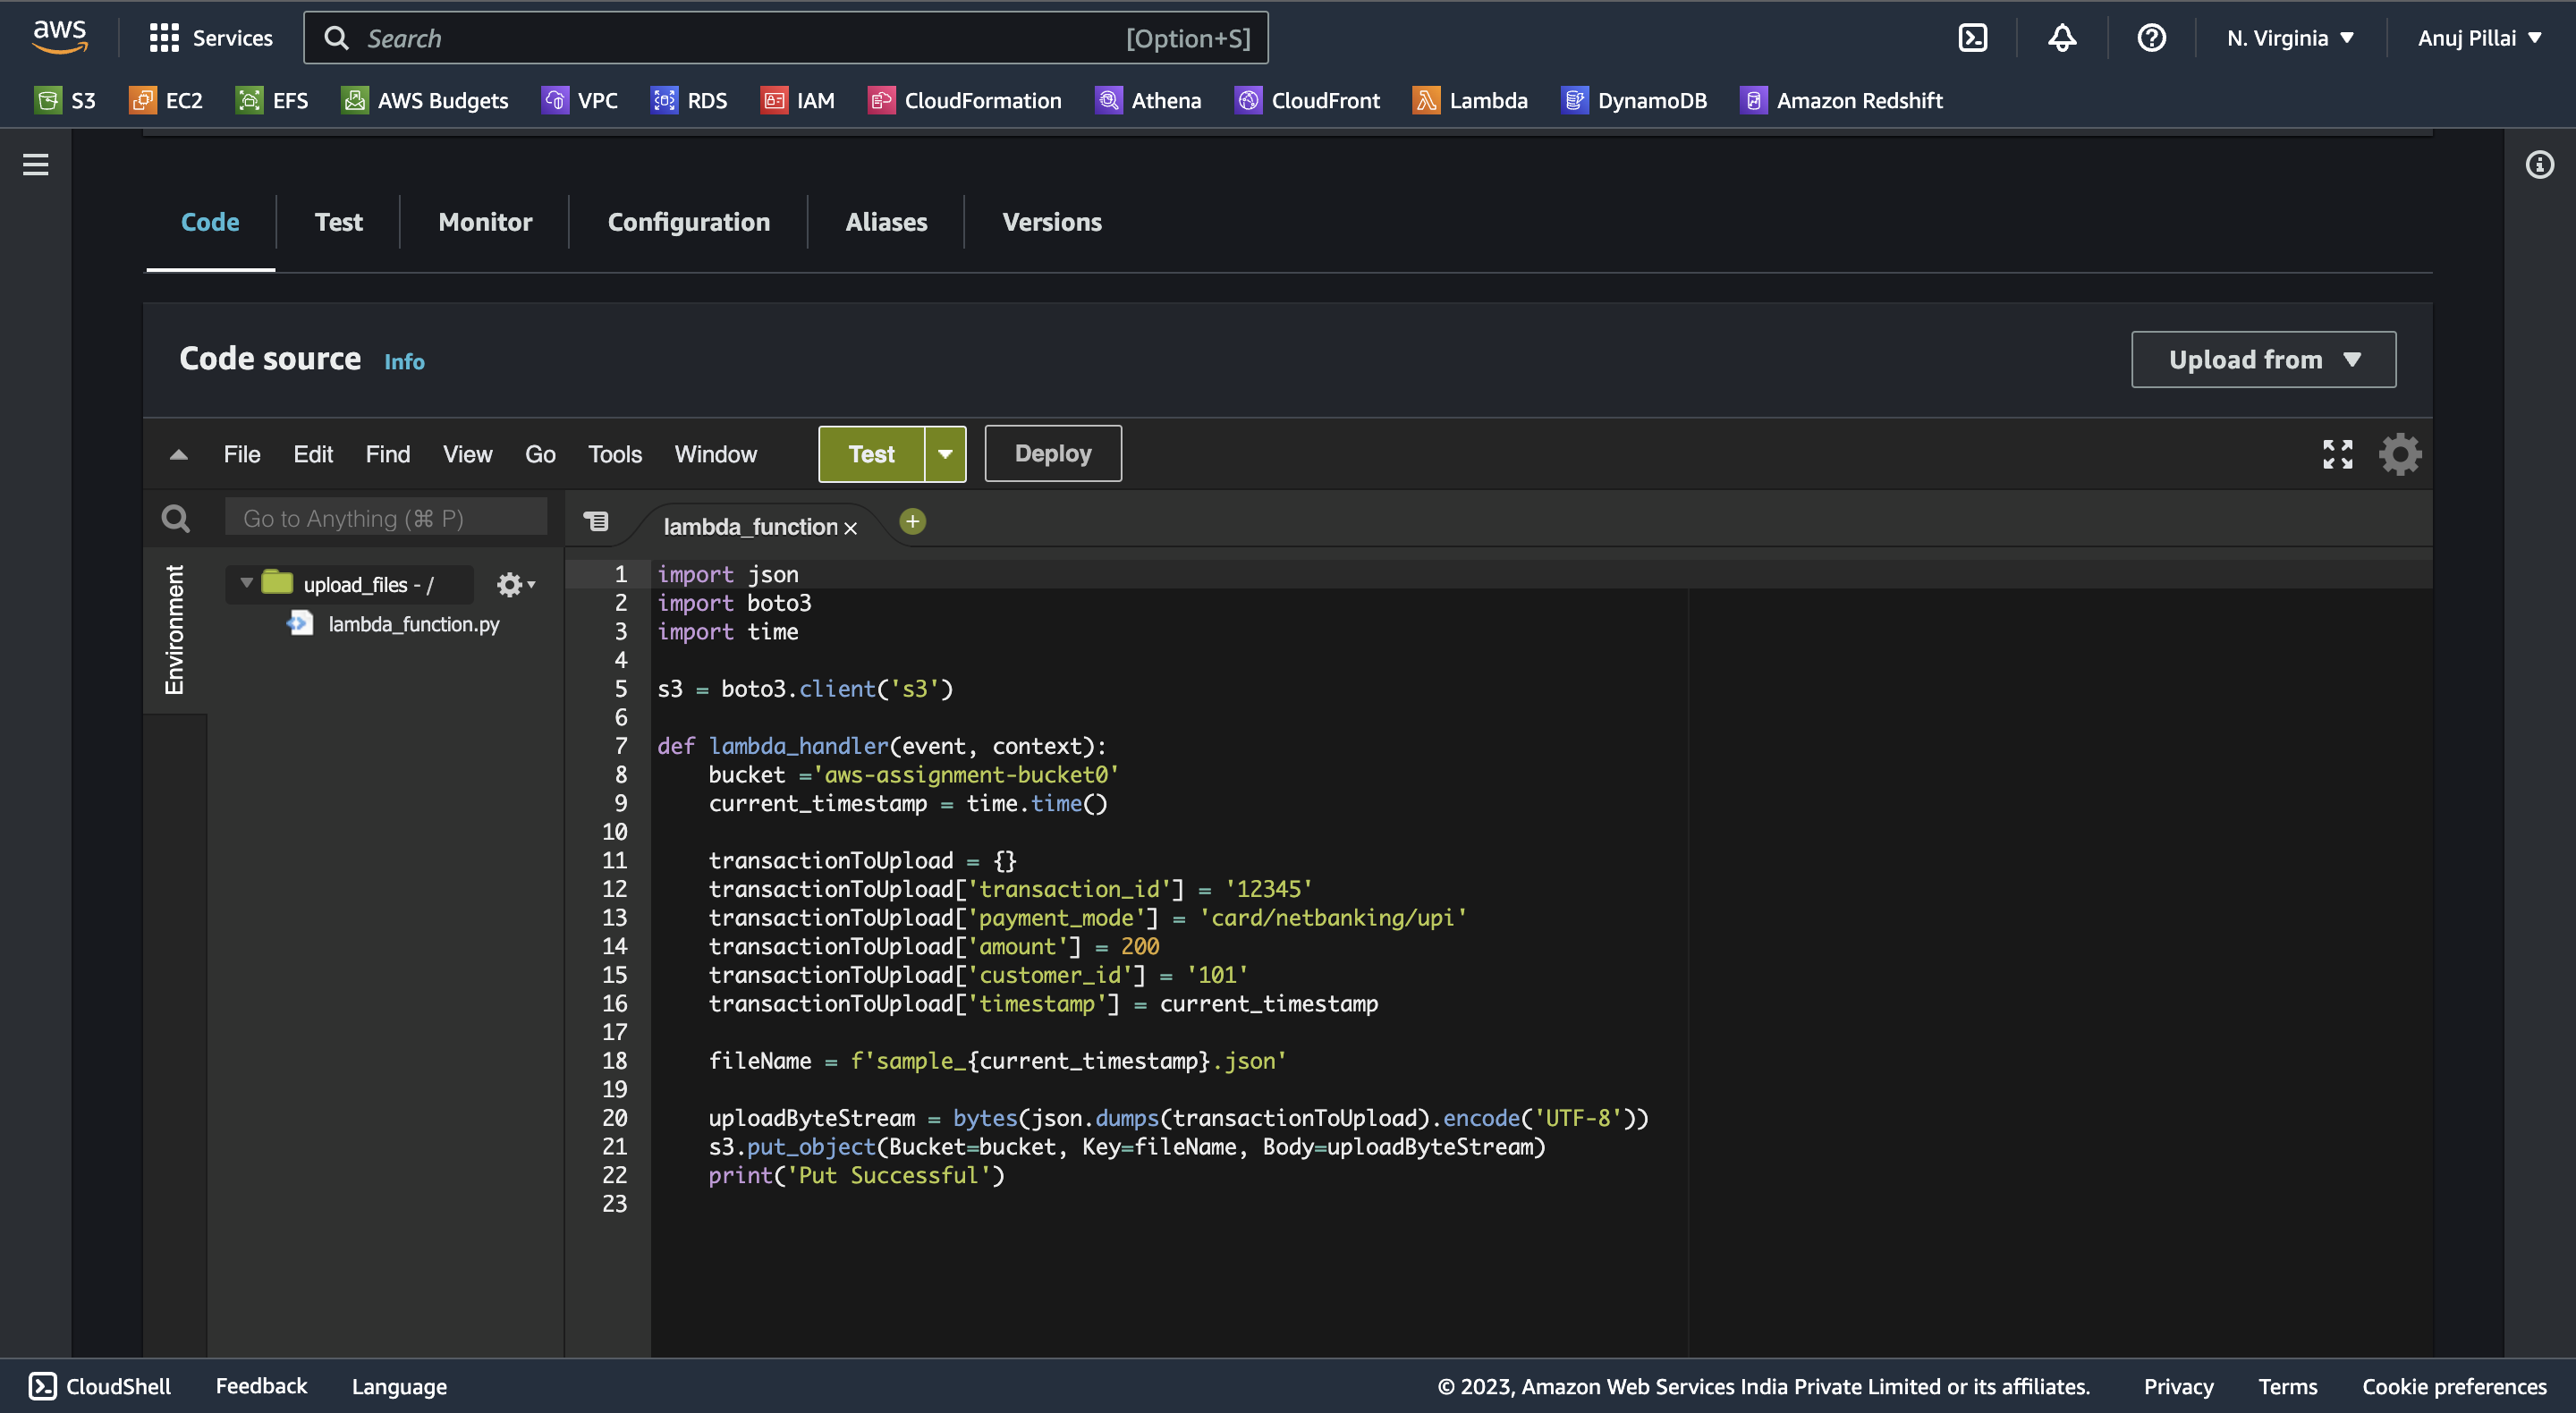 aws Services Search [Option+S] N. Virginia Anuj Pillai
S3 EC2 EFS AWS Budgets VPC RDS IAM CloudFormation Athena CloudFront Lambda DynamoDB Amazon Redshift
Code Test Monitor Configuration Aliases Versions
Code source Info Upload from
File Edit Find View Go Tools Window Test Deploy
Go to Anything (⌘ P) lambda_function
Environment
upload_files - /
lambda_function.py
1 import json
2 import boto3
3 import time
4
5 s3 = boto3.client('s3')
6
7 def lambda_handler(event, context):
8     bucket ='aws-assignment-bucket0'
9     current_timestamp = time.time()
10
11     transactionToUpload = {}
12     transactionToUpload['transaction_id'] = '12345'
13     transactionToUpload['payment_mode'] = 'card/netbanking/upi'
14     transactionToUpload['amount'] = 200
15     transactionToUpload['customer_id'] = '101'
16     transactionToUpload['timestamp'] = current_timestamp
17
18     fileName = f'sample_{current_timestamp}.json'
19
20     uploadByteStream = bytes(json.dumps(transactionToUpload).encode('UTF-8'))
21     s3.put_object(Bucket=bucket, Key=fileName, Body=uploadByteStream)
22     print('Put Successful')
23
CloudShell Feedback Language © 2023, Amazon Web Services India Private Limited or its affiliates. Privacy Terms Cookie preferences